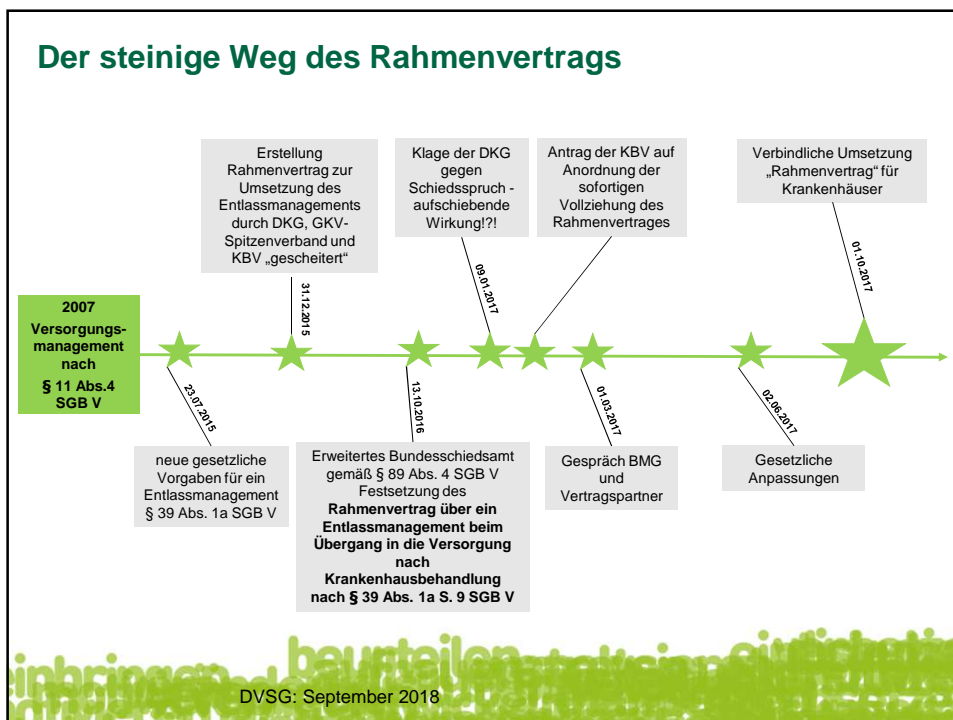 Der steinige Weg des Rahmenvertrags
Erstellung
Rahmenvertrag zur
Umsetzung des
Entlassmanagements
durch DKG, GKV-
Spitzenverband und
KBV „gescheitert“
Klage der DKG
gegen
Schiedsspruch -
aufschiebende
Wirkung!?!
Antrag der KBV auf
Anordnung der
sofortigen
Vollziehung des
Rahmenvertrages
Verbindliche Umsetzung
„Rahmenvertrag“ für
Krankenhäuser
31.12.2015
09.01.2017
01.10.2017
2007
Versorgungs-
management
nach
§ 11 Abs.4
SGB V
23.07.2015
13.10.2016
01.03.2017
02.06.2017
neue gesetzliche
Vorgaben für ein
Entlassmanagement
§ 39 Abs. 1a SGB V
Erweitertes Bundesschiedsamt
gemäß § 89 Abs. 4 SGB V
Festsetzung des
Rahmenvertrag über ein
Entlassmanagement beim
Übergang in die Versorgung
nach
Krankenhausbehandlung
nach § 39 Abs. 1a S. 9 SGB V
Gespräch BMG
und
Vertragspartner
Gesetzliche
Anpassungen
beurteilen
einbringen
DVSG: September 2018